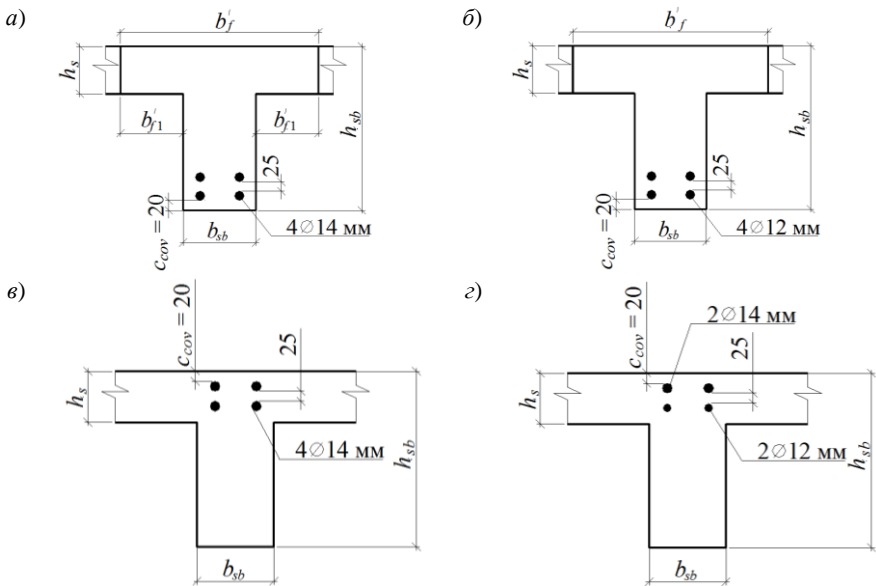 а)
b'f
hs
hsb
b'f1
b'f1
25
ccov = 20
bsb
4∅14 мм
б)
b'f
hs
hsb
25
ccov = 20
bsb
4∅12 мм
в)
ccov = 20
25
hs
hsb
4∅14 мм
bsb
г)
ccov = 20
2∅14 мм
25
hs
hsb
2∅12 мм
bsb